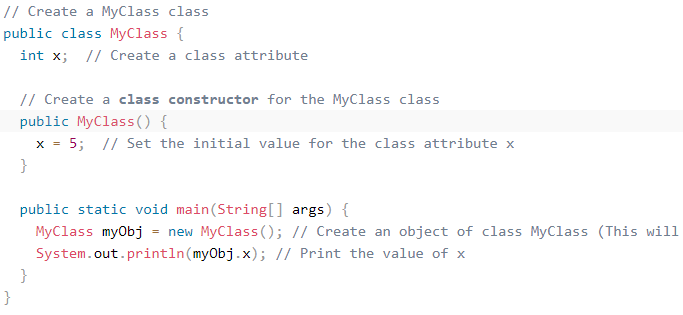 // Create a MyClass class
public class MyClass {
  int x;  // Create a class attribute

  // Create a class constructor for the MyClass class
  public MyClass() {
    x = 5;  // Set the initial value for the class attribute x
  }

  public static void main(String[] args) {
    MyClass myObj = new MyClass(); // Create an object of class MyClass (This will
    System.out.println(myObj.x); // Print the value of x
  }
}